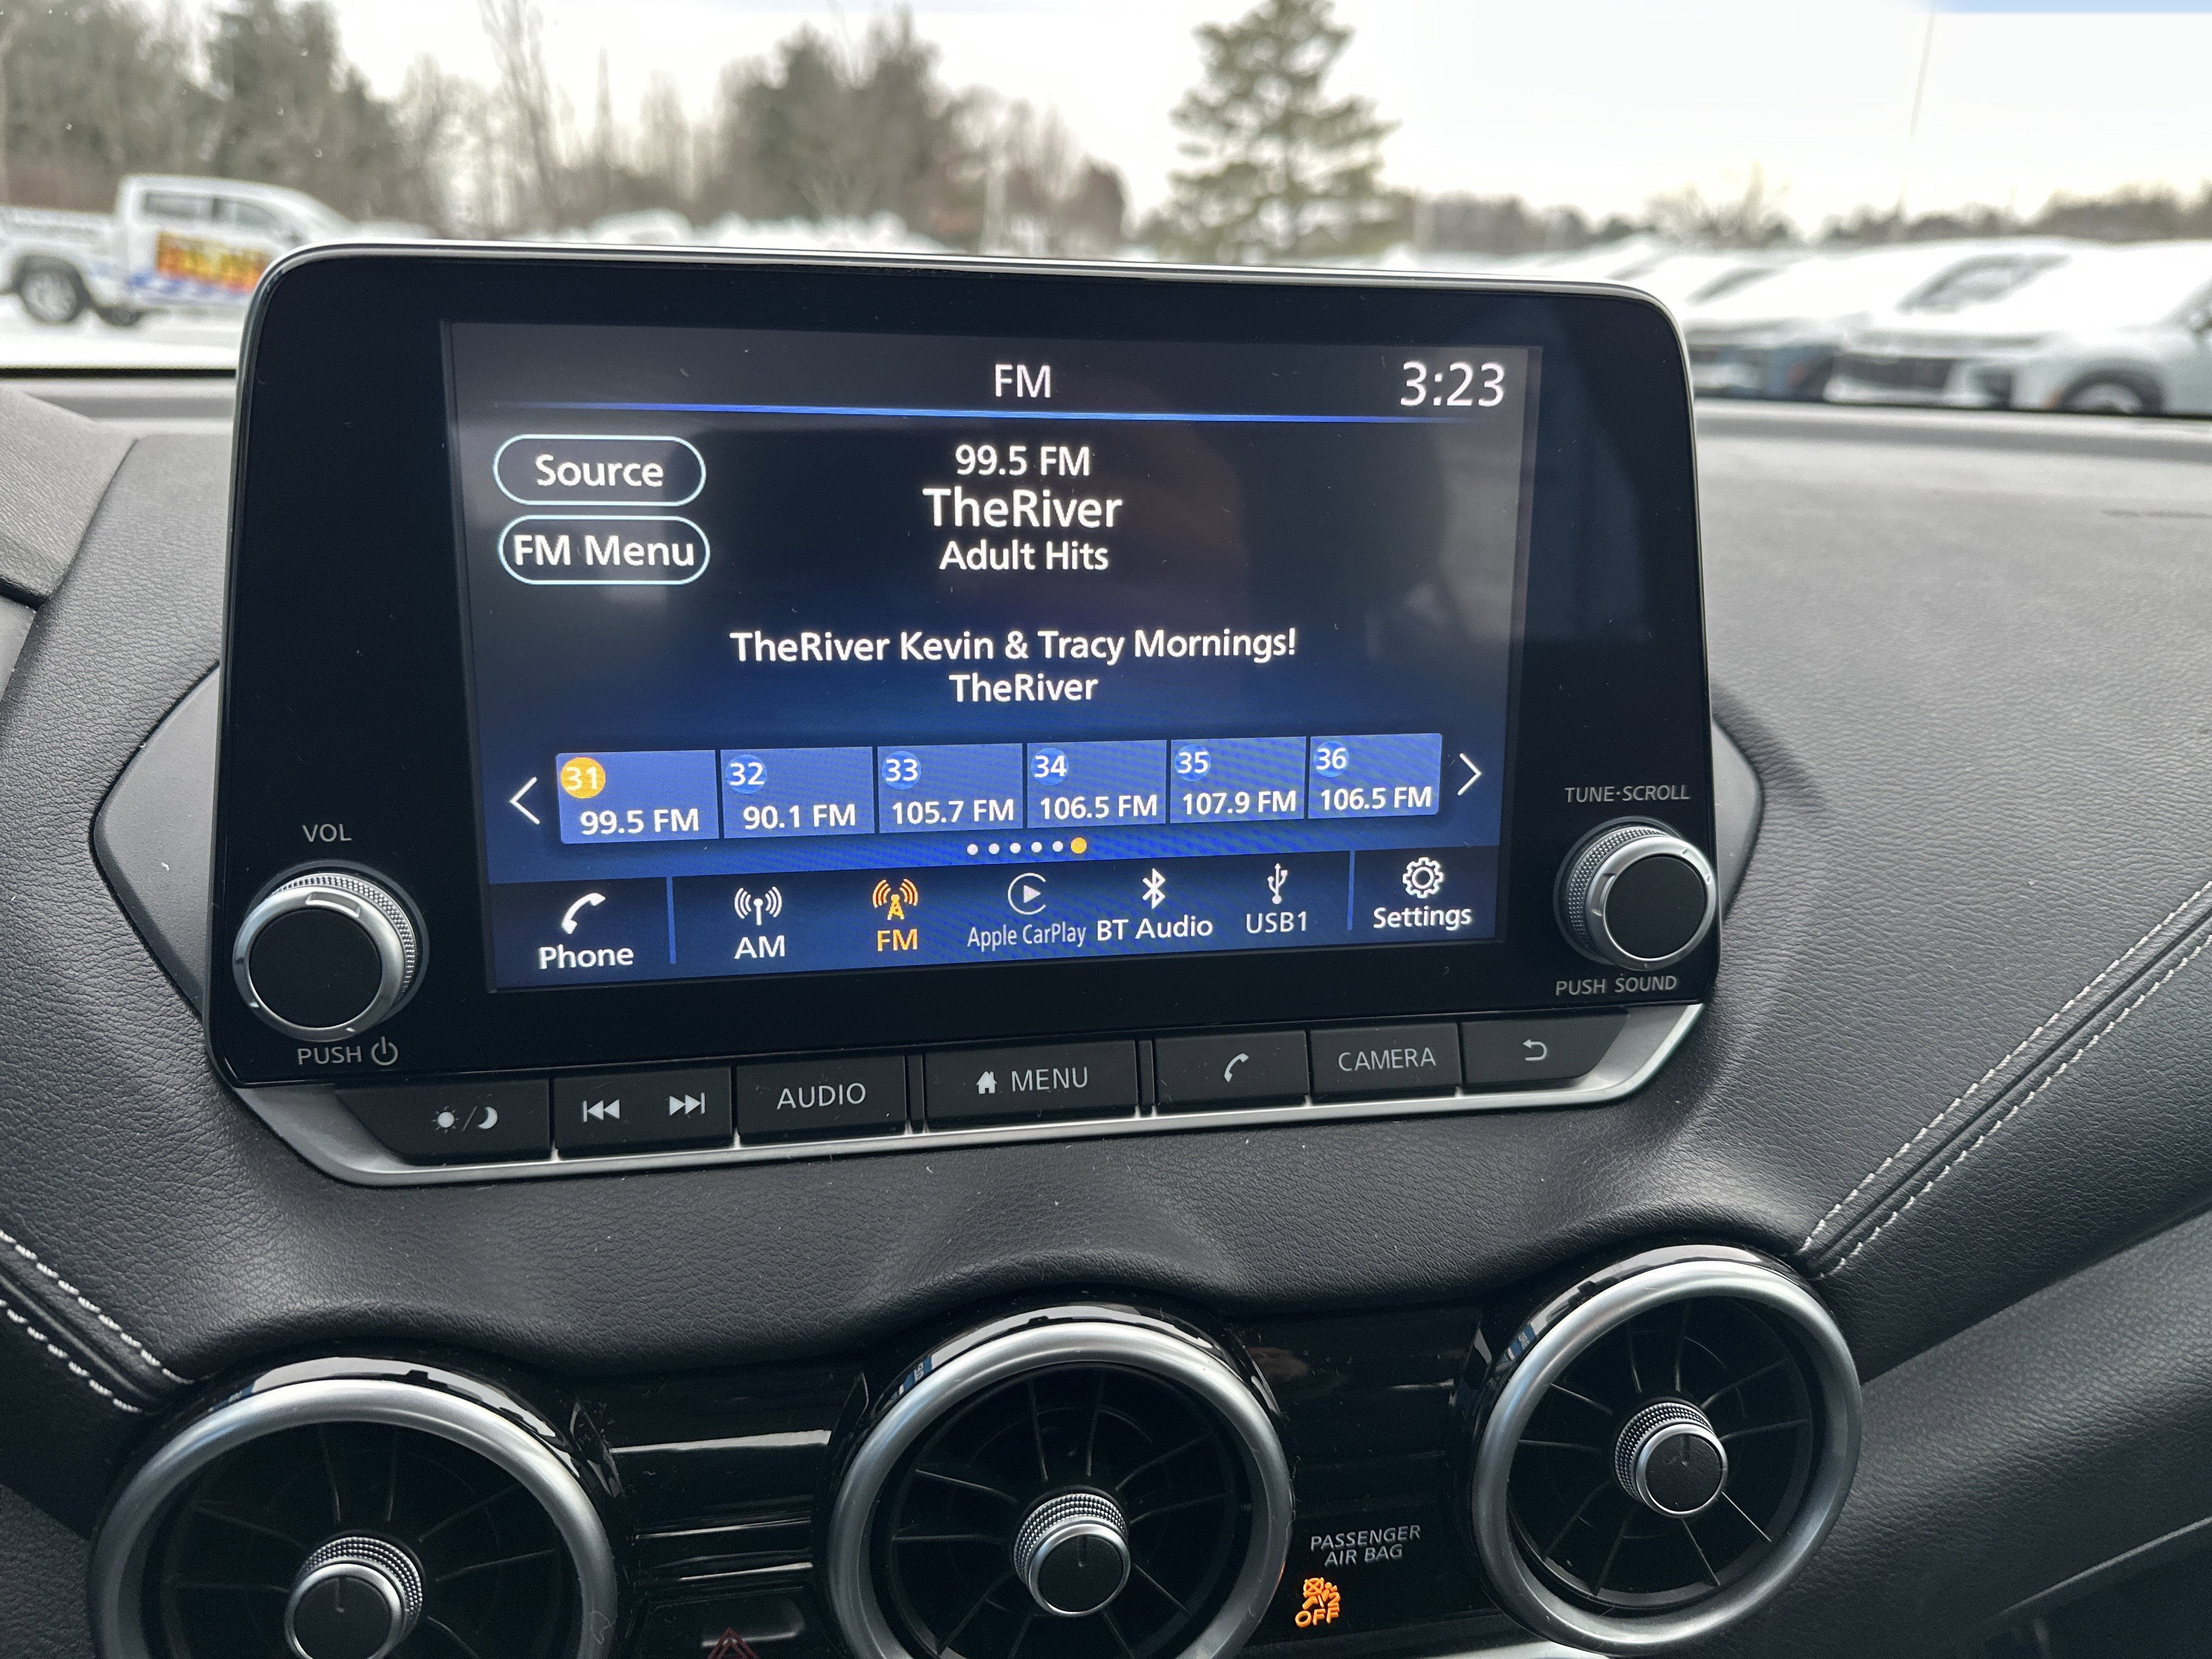 FM
3:23
Source
99.5 FM
TheRiver
FM Menu
Adult Hits
TheRiver Kevin & Tracy Mornings!
TheRiver
31 99.5 FM
32 90.1 FM
33 105.7 FM
34 106.5 FM
35 107.9 FM
36 106.5 FM
Phone
AM
FM
Apple CarPlay
BT Audio
USB1
Settings
VOL
PUSH
TUNE·SCROLL
PUSH SOUND
AUDIO
MENU
CAMERA
PASSENGER
AIR BAG
OFF